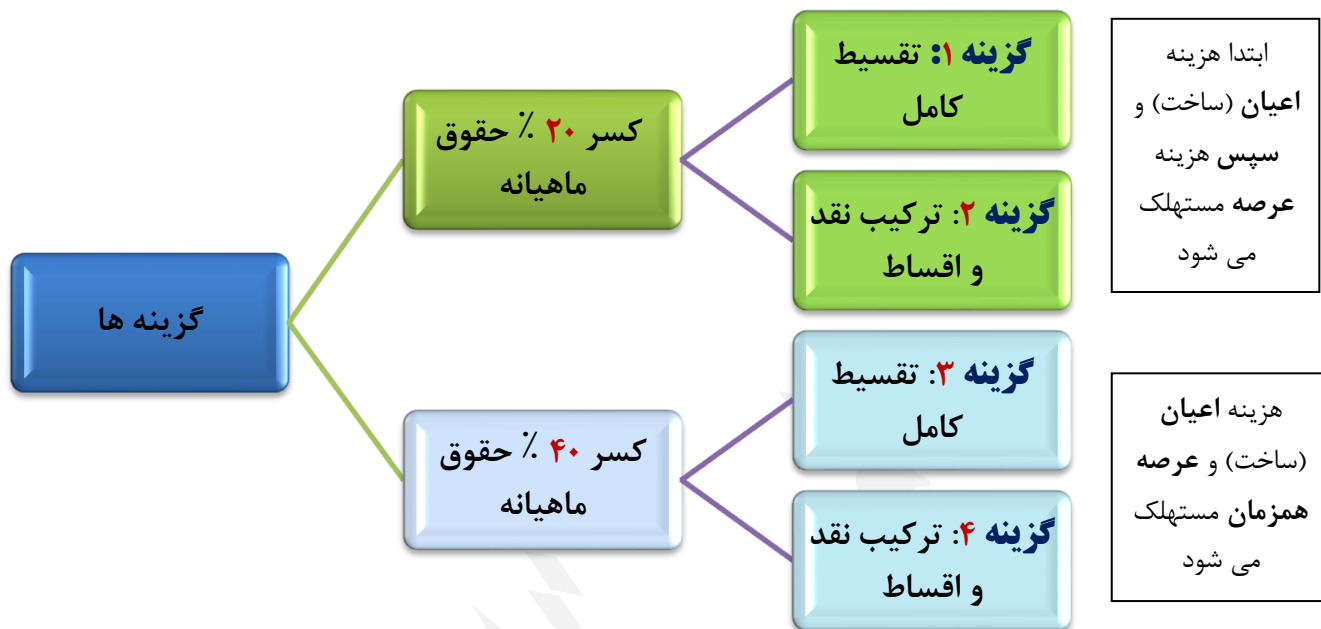 گزینه ها
کسر ۲۰ ٪ حقوق
ماهیانه
گزینه ۱: تقسیط
کامل
گزینه ۲: ترکیب نقد
و اقساط
ابتدا هزینه
اعیان (ساخت) و
سپس هزینه
عرصه مستهلک
می شود
کسر ۴۰ ٪ حقوق
ماهیانه
گزینه ۳: تقسیط
کامل
گزینه ۴: ترکیب نقد
و اقساط
هزینه اعیان
(ساخت) و عرصه
همزمان مستهلک
می شود